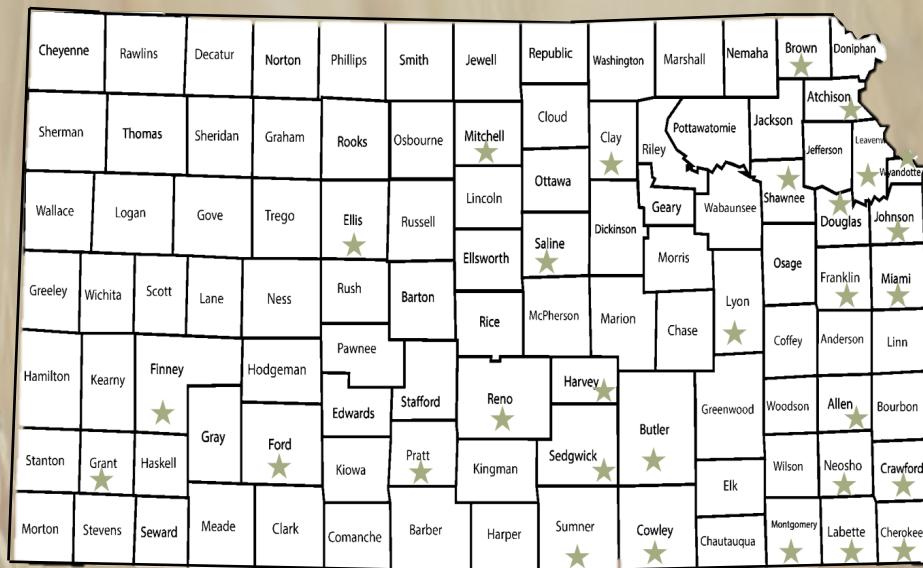 Cheyenne
Rawlins
Decatur
Norton
Phillips
Smith
Jewell
Republic
Washington
Marshall
Nemaha
Brown
Doniphan
Sherman
Thomas
Sheridan
Graham
Rooks
Osbourne
Mitchell
Cloud
Clay
Riley
Pottawatomie
Jackson
Atchison
Jefferson
Leavenw
Wyandotte
Wallace
Logan
Gove
Trego
Ellis
Russell
Lincoln
Ottawa
Saline
Dickinson
Geary
Wabaunsee
Shawnee
Douglas
Johnson
Greeley
Wichita
Scott
Lane
Ness
Rush
Barton
Ellsworth
Rice
McPherson
Marion
Morris
Chase
Lyon
Osage
Franklin
Miami
Coffey
Anderson
Linn
Hamilton
Kearny
Finney
Hodgeman
Pawnee
Edwards
Stafford
Reno
Harvey
Butler
Greenwood
Woodson
Allen
Bourbon
Stanton
Grant
Haskell
Gray
Ford
Kiowa
Pratt
Kingman
Sedgwick
Elk
Wilson
Neosho
Crawford
Morton
Stevens
Seward
Meade
Clark
Comanche
Barber
Harper
Sumner
Cowley
Chautauqua
Montgomery
Labette
Cherokee